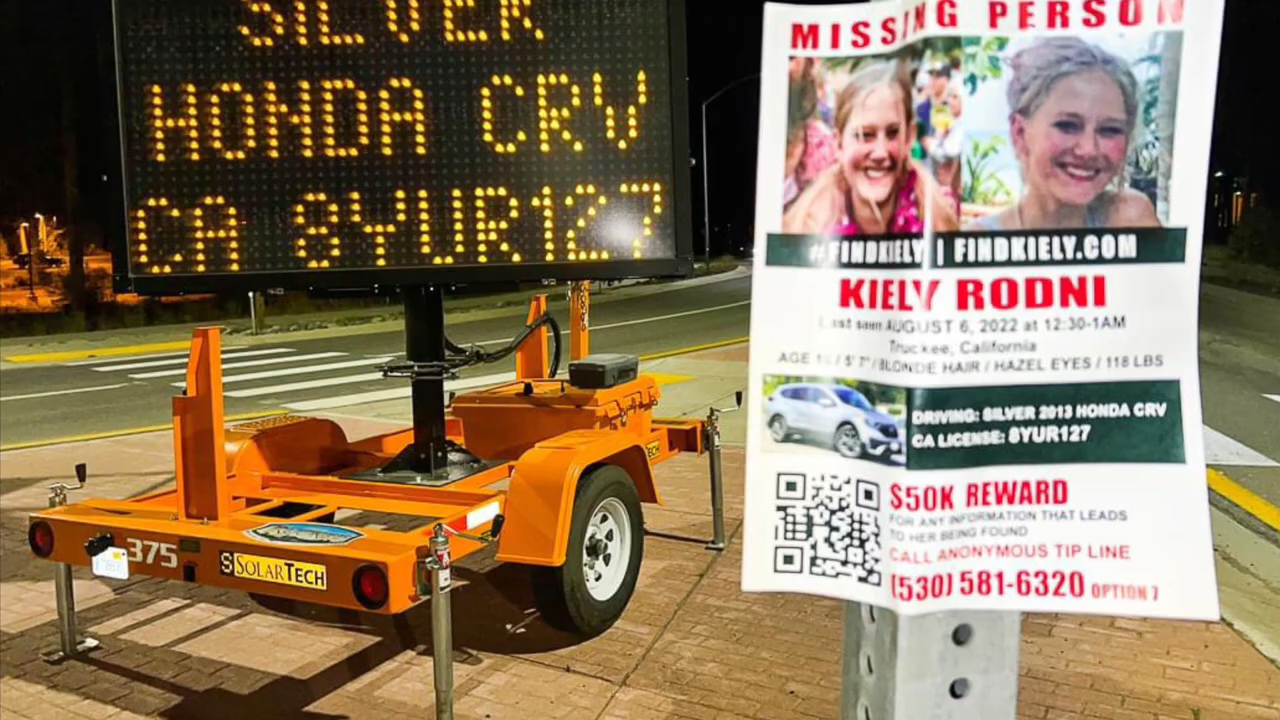 SILVER
HONDA CRV
CA 8YUR127
375
SOLARTECH
MISSING PERSON
#FINDKIELY | FINDKIELY.COM
KIELY RODNI
Last seen AUGUST 6, 2022 at 12:30-1AM
Truckee, California
AGE / 5'7" / BLONDE HAIR / HAZEL EYES / 118 LBS
DRIVING: SILVER 2013 HONDA CRV
CA LICENSE: 8YUR127
$50K REWARD
FOR ANY INFORMATION THAT LEADS
TO HER BEING FOUND
CALL ANONYMOUS TIP LINE
(530) 581-6320 OPTION 7